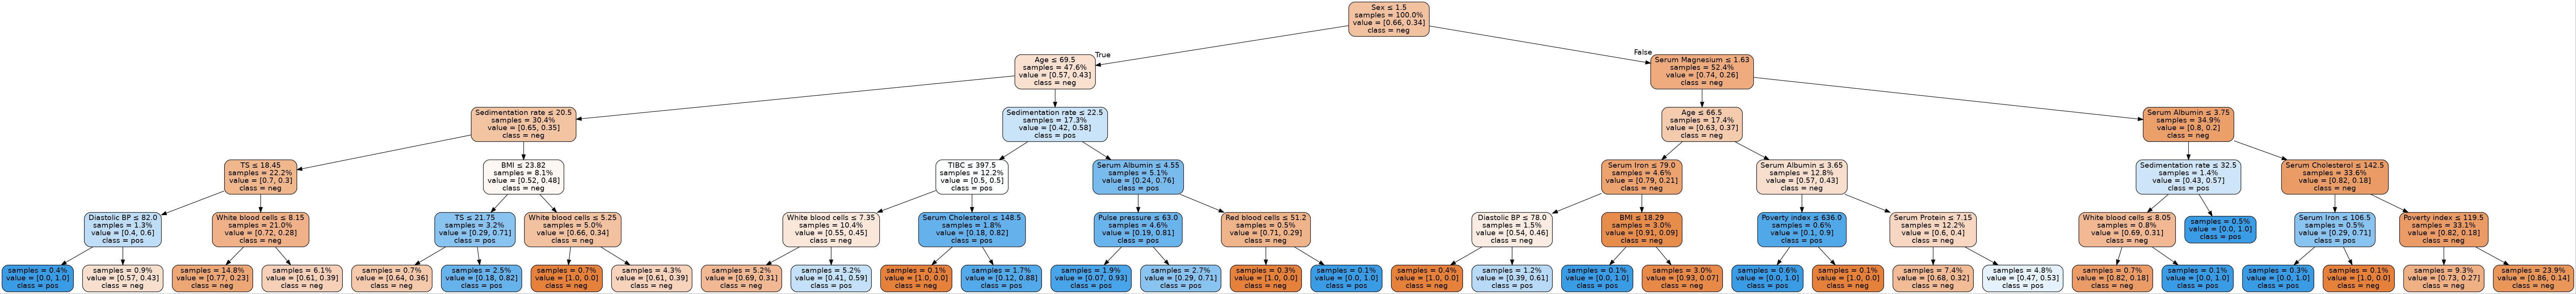 Sex ≤ 1.5
samples = 100.0%
value = [0.66, 0.34]
class = neg
True
False
Age ≤ 69.5
samples = 47.6%
value = [0.57, 0.43]
class = neg
Serum Magnesium ≤ 1.63
samples = 52.4%
value = [0.74, 0.26]
class = neg
Sedimentation rate ≤ 20.5
samples = 30.4%
value = [0.65, 0.35]
class = neg
Sedimentation rate ≤ 22.5
samples = 17.3%
value = [0.42, 0.58]
class = pos
Age ≤ 66.5
samples = 17.4%
value = [0.63, 0.37]
class = neg
Serum Albumin ≤ 3.75
samples = 34.9%
value = [0.8, 0.2]
class = neg
TS ≤ 18.45
samples = 22.2%
value = [0.7, 0.3]
class = neg
BMI ≤ 23.82
samples = 8.1%
value = [0.52, 0.48]
class = neg
TIBC ≤ 397.5
samples = 12.2%
value = [0.5, 0.5]
class = pos
Serum Albumin ≤ 4.55
samples = 5.1%
value = [0.24, 0.76]
class = pos
Serum Iron ≤ 79.0
samples = 4.6%
value = [0.79, 0.21]
class = neg
Serum Albumin ≤ 3.65
samples = 12.8%
value = [0.57, 0.43]
class = neg
Sedimentation rate ≤ 32.5
samples = 1.4%
value = [0.43, 0.57]
class = pos
Serum Cholesterol ≤ 142.5
samples = 33.6%
value = [0.82, 0.18]
class = neg
Diastolic BP ≤ 82.0
samples = 1.3%
value = [0.4, 0.6]
class = pos
White blood cells ≤ 8.15
samples = 21.0%
value = [0.72, 0.28]
class = neg
TS ≤ 21.75
samples = 3.2%
value = [0.29, 0.71]
class = pos
White blood cells ≤ 5.25
samples = 5.0%
value = [0.66, 0.34]
class = neg
White blood cells ≤ 7.35
samples = 10.4%
value = [0.55, 0.45]
class = neg
Serum Cholesterol ≤ 148.5
samples = 1.8%
value = [0.18, 0.82]
class = pos
Pulse pressure ≤ 63.0
samples = 4.6%
value = [0.19, 0.81]
class = pos
Red blood cells ≤ 51.2
samples = 0.5%
value = [0.71, 0.29]
class = neg
Diastolic BP ≤ 78.0
samples = 1.5%
value = [0.54, 0.46]
class = neg
BMI ≤ 18.29
samples = 3.0%
value = [0.91, 0.09]
class = neg
Poverty index ≤ 636.0
samples = 0.6%
value = [0.1, 0.9]
class = pos
Serum Protein ≤ 7.15
samples = 12.2%
value = [0.6, 0.4]
class = neg
White blood cells ≤ 8.05
samples = 0.8%
value = [0.69, 0.31]
class = neg
samples = 0.5%
value = [0.0, 1.0]
class = pos
Serum Iron ≤ 106.5
samples = 0.5%
value = [0.29, 0.71]
class = pos
Poverty index ≤ 119.5
samples = 33.1%
value = [0.82, 0.18]
class = neg
samples = 0.4%
value = [0.0, 1.0]
class = pos
samples = 0.9%
value = [0.57, 0.43]
class = neg
samples = 14.8%
value = [0.77, 0.23]
class = neg
samples = 6.1%
value = [0.61, 0.39]
class = neg
samples = 0.7%
value = [0.64, 0.36]
class = neg
samples = 2.5%
value = [0.18, 0.82]
class = pos
samples = 0.7%
value = [1.0, 0.0]
class = neg
samples = 4.3%
value = [0.61, 0.39]
class = neg
samples = 5.2%
value = [0.69, 0.31]
class = neg
samples = 5.2%
value = [0.41, 0.59]
class = pos
samples = 0.1%
value = [1.0, 0.0]
class = neg
samples = 1.7%
value = [0.12, 0.88]
class = pos
samples = 1.9%
value = [0.07, 0.93]
class = pos
samples = 2.7%
value = [0.29, 0.71]
class = pos
samples = 0.3%
value = [1.0, 0.0]
class = neg
samples = 0.1%
value = [0.0, 1.0]
class = pos
samples = 0.4%
value = [1.0, 0.0]
class = neg
samples = 1.2%
value = [0.39, 0.61]
class = pos
samples = 0.1%
value = [0.0, 1.0]
class = pos
samples = 3.0%
value = [0.93, 0.07]
class = neg
samples = 0.6%
value = [0.0, 1.0]
class = pos
samples = 0.1%
value = [1.0, 0.0]
class = neg
samples = 7.4%
value = [0.68, 0.32]
class = neg
samples = 4.8%
value = [0.47, 0.53]
class = pos
samples = 0.7%
value = [0.82, 0.18]
class = neg
samples = 0.1%
value = [0.0, 1.0]
class = pos
samples = 0.3%
value = [0.0, 1.0]
class = pos
samples = 0.1%
value = [1.0, 0.0]
class = neg
samples = 9.3%
value = [0.73, 0.27]
class = neg
samples = 23.9%
value = [0.86, 0.14]
class = neg